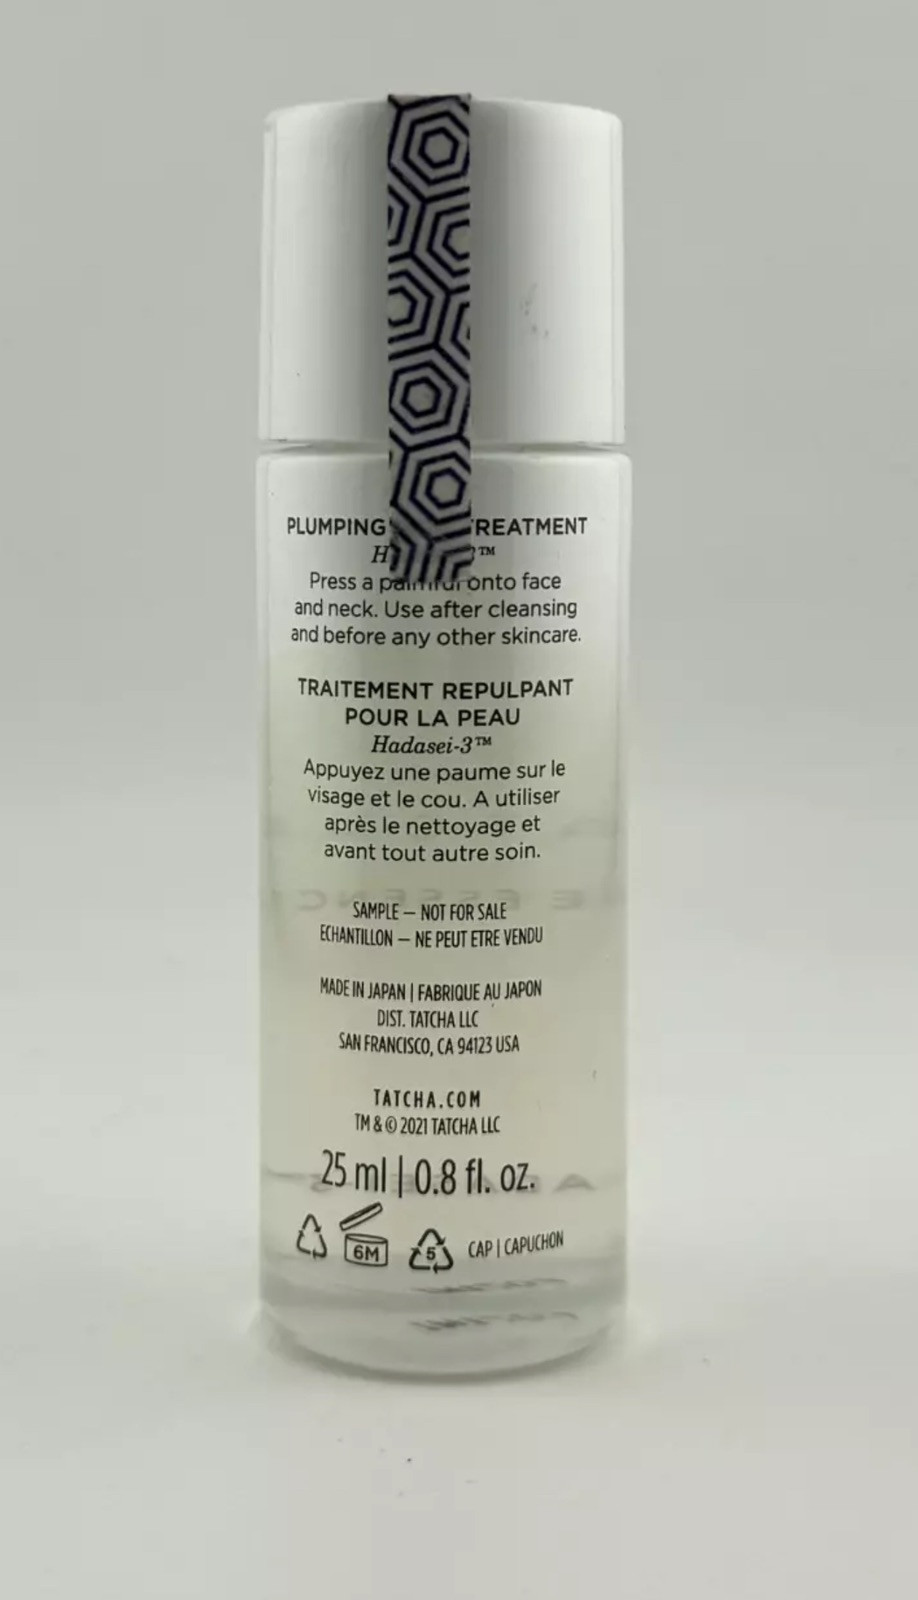 PLUMPING TREATMENT
™
Press a palmful onto face
and neck. Use after cleansing
and before any other skincare.
TRAITEMENT REPULPANT
POUR LA PEAU
Hadasei-3™
Appuyez une paume sur le
visage et le cou. A utiliser
après le nettoyage et
avant tout autre soin.
SAMPLE – NOT FOR SALE
ECHANTILLON – NE PEUT ETRE VENDU
MADE IN JAPAN | FABRIQUE AU JAPON
DIST. TATCHA LLC
SAN FRANCISCO, CA 94123 USA
TATCHA.COM
TM & © 2021 TATCHA LLC
25 ml | 0.8 fl. oz.
6M 5 CAP | CAPUCHON